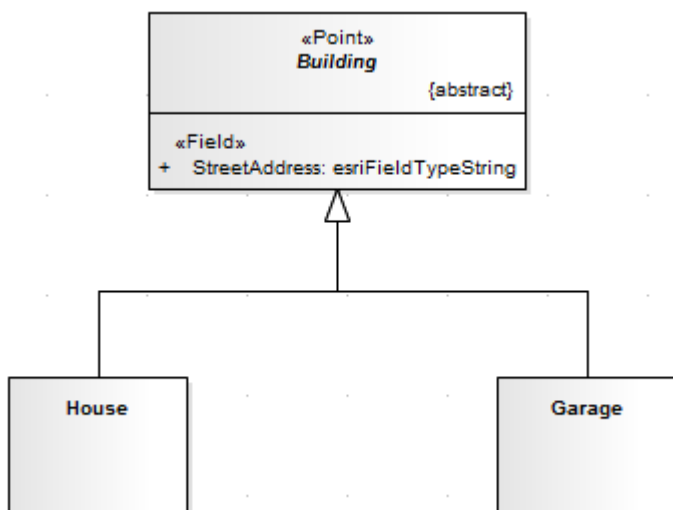 «Point»
Building
{abstract}
«Field»
+ StreetAddress: esriFieldTypeString
House
Garage